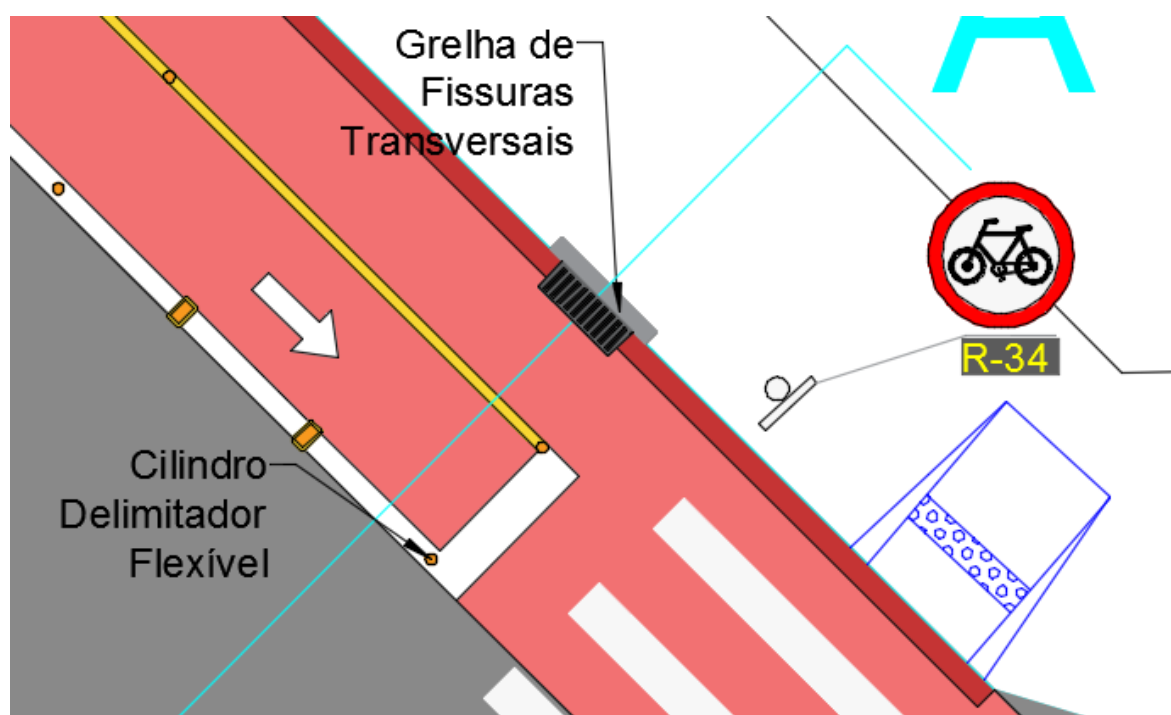 Grelha de
Fissuras
Transversais
R-34
Cilindro
Delimitador
Flexível